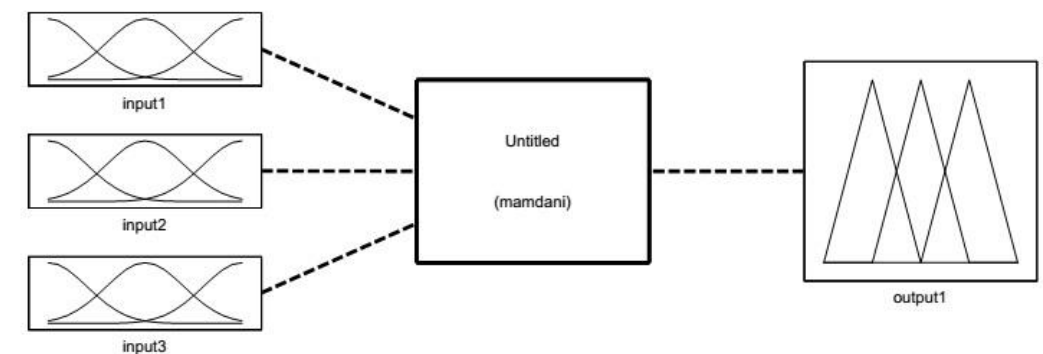 input1
input2
input3
Untitled
(mamdani)
output1